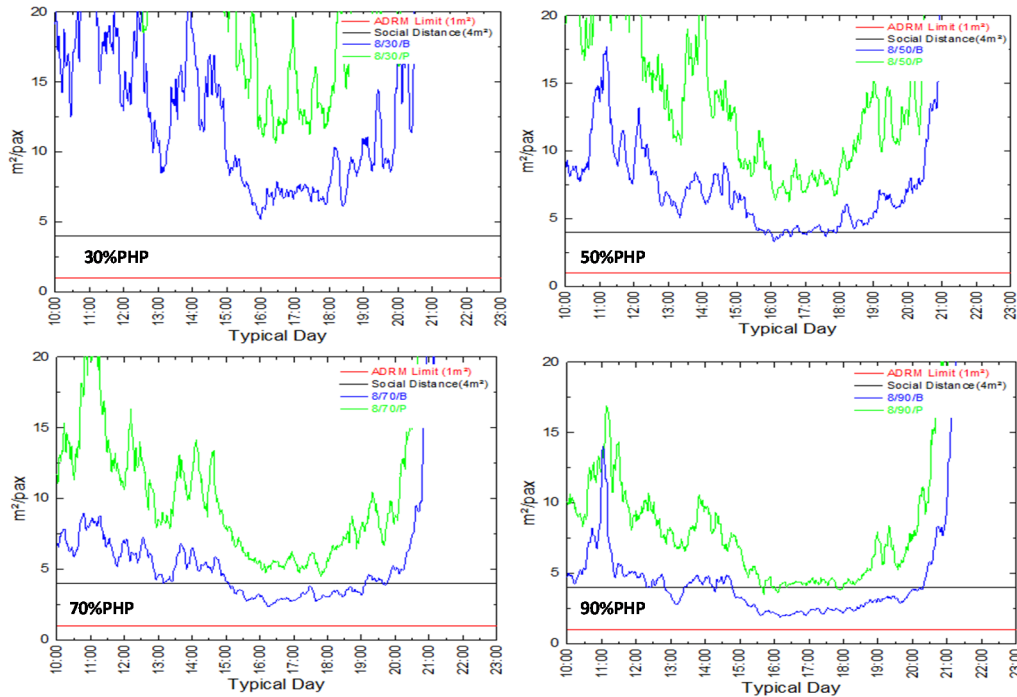 20
15
10
5
0
m²/pax
ADRM Limit (1m²)
Social Distance(4m²)
8/30/B
8/30/P
30%PHP
10:00
11:00
12:00
13:00
14:00
15:00
16:00
17:00
18:00
19:00
20:00
21:00
22:00
23:00
Typical Day
20
15
10
5
0
m²/pax
ADRM Limit (1m²)
Social Distance (4m²)
8/50/B
8/50/P
50%PHP
10:00
11:00
12:00
13:00
14:00
15:00
16:00
17:00
18:00
19:00
20:00
21:00
22:00
23:00
Typical Day
20
15
10
5
0
m²/pax
ADRM Limit (1m²)
Social Distance(4m²)
8/70/B
8/70/P
70%PHP
10:00
11:00
12:00
13:00
14:00
15:00
16:00
17:00
18:00
19:00
20:00
21:00
22:00
23:00
Typical Day
20
15
10
5
0
m²/pax
ADRM Limit (1m²)
Social Distance(4m²)
8/90/B
8/90/P
90%PHP
10:00
11:00
12:00
13:00
14:00
15:00
16:00
17:00
18:00
19:00
20:00
21:00
22:00
23:00
Typical Day